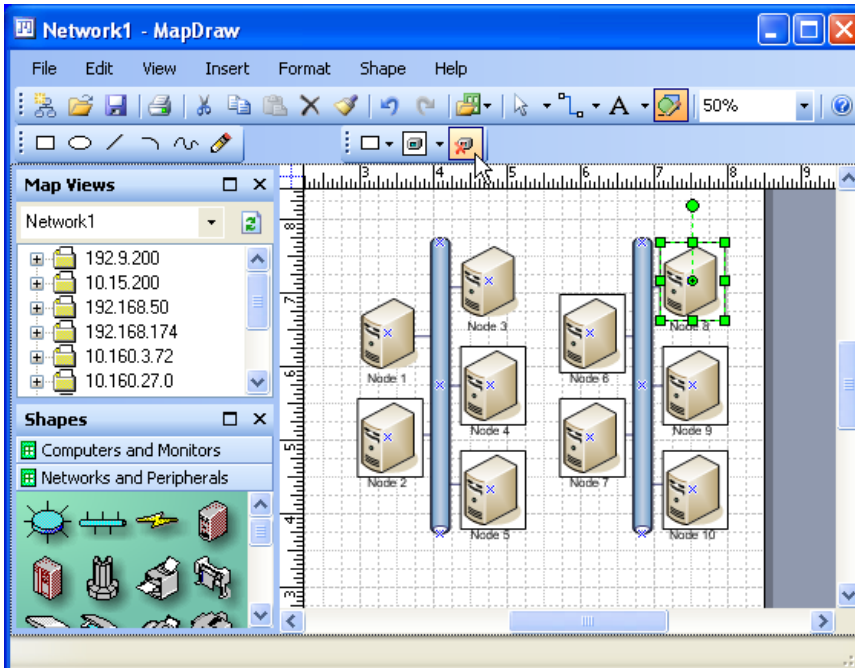 Network1 - MapDraw
File Edit View Insert Format Shape Help
A 50%
Map Views
Network1
192.9.200
10.15.200
192.168.50
192.168.174
10.160.3.72
10.160.27.0
Shapes
Computers and Monitors
Networks and Peripherals
3 4 5 6 7 8 9
8
7
6
5
4
3
Node 3
Node 8
Node 1
Node 6
Node 4
Node 9
Node 2
Node 7
Node 5
Node 10